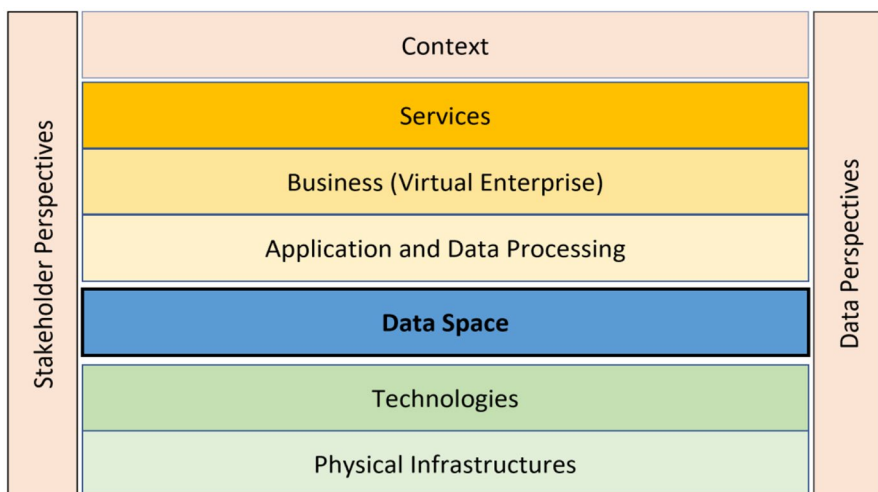 Stakeholder Perspectives
Context
Services
Business (Virtual Enterprise)
Application and Data Processing
Data Space
Technologies
Physical Infrastructures
Data Perspectives